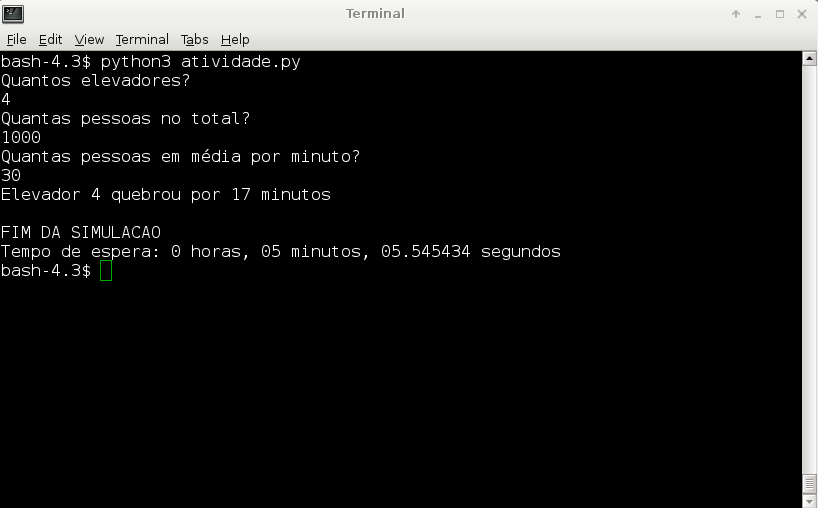 Terminal
File Edit View Terminal Tabs Help
bash-4.3$ python3 atividade.py
Quantos elevadores?
4
Quantas pessoas no total?
1000
Quantas pessoas em média por minuto?
30
Elevador 4 quebrou por 17 minutos
FIM DA SIMULACAO
Tempo de espera: 0 horas, 05 minutos, 05.545434 segundos
bash-4.3$